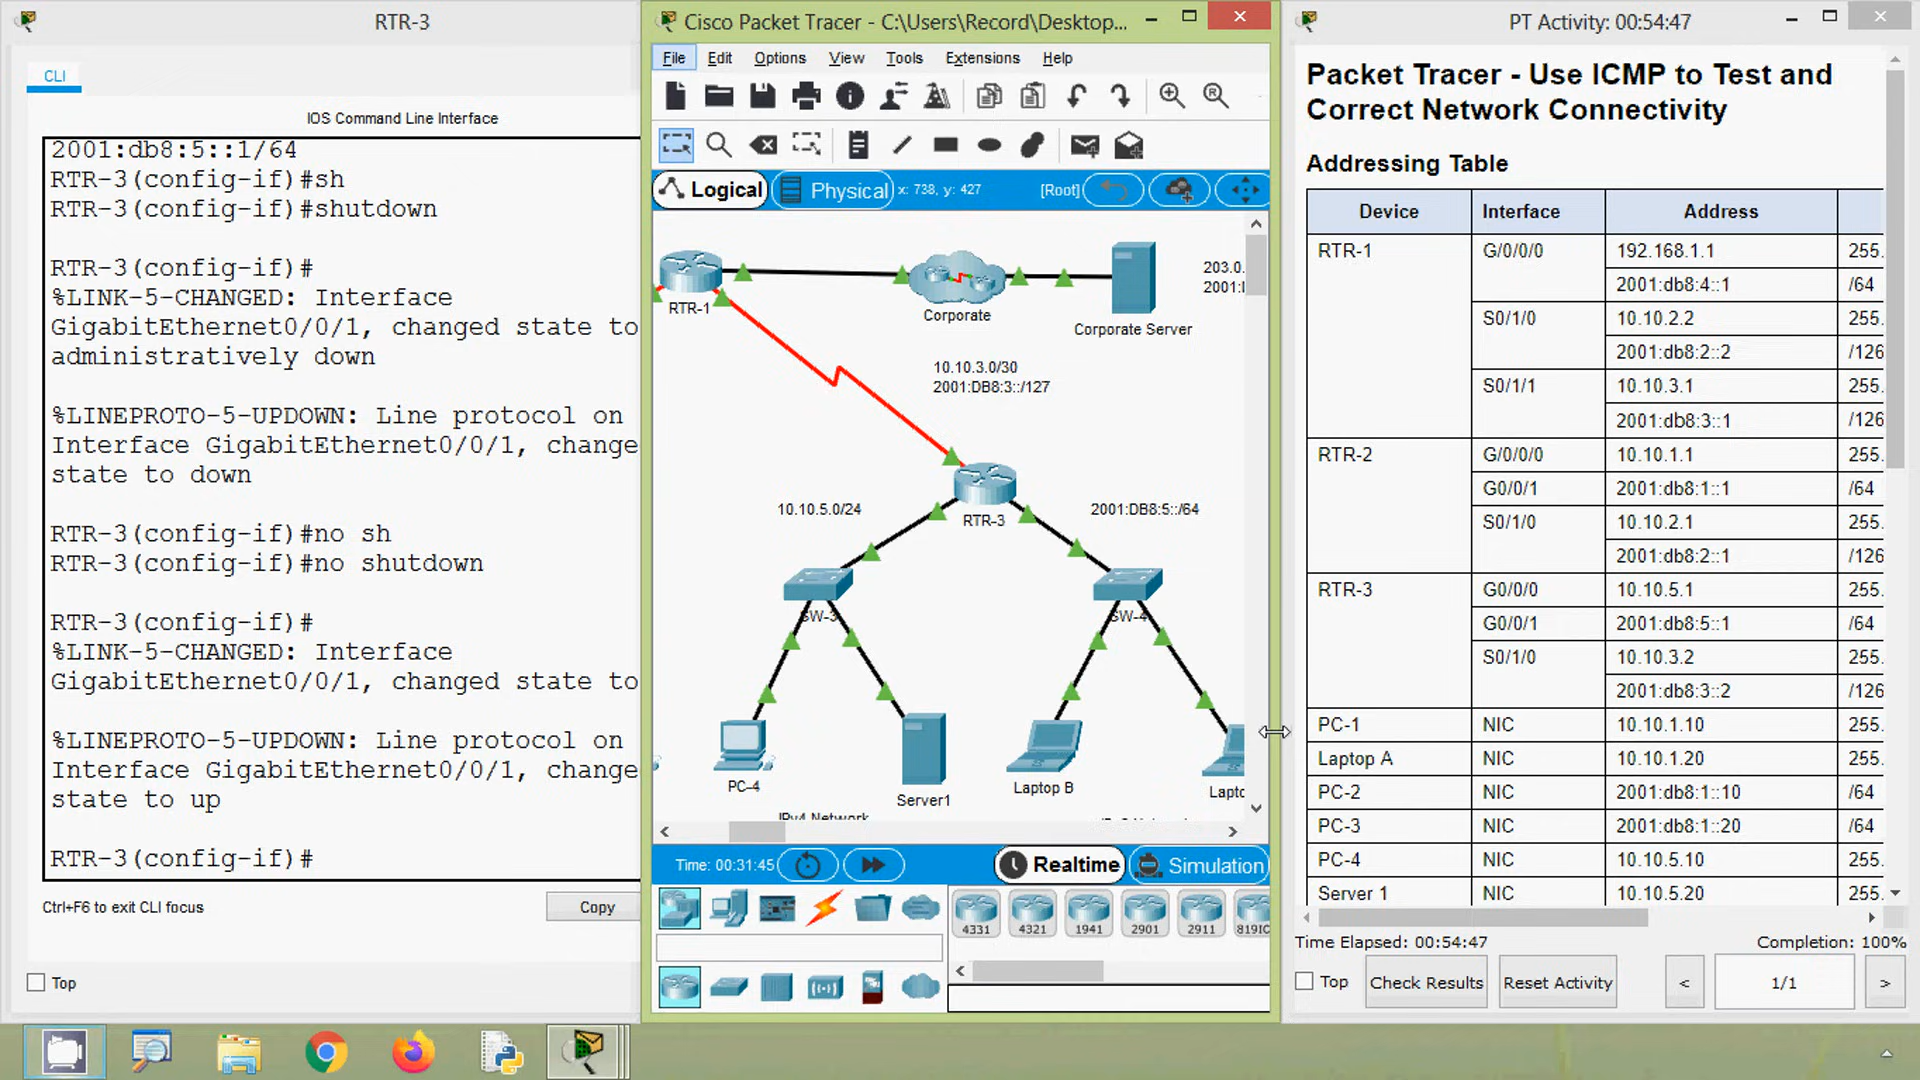 RTR-3
CLI
IOS Command Line Interface
2001:db8:5::1/64
RTR-3(config-if)#sh
RTR-3(config-if)#shutdown
RTR-3(config-if)#
%LINK-5-CHANGED: Interface
GigabitEthernet0/0/1, changed state to
administratively down
%LINEPROTO-5-UPDOWN: Line protocol on
Interface GigabitEthernet0/0/1, change
state to down
RTR-3(config-if)#no sh
RTR-3(config-if)#no shutdown
RTR-3(config-if)#
%LINK-5-CHANGED: Interface
GigabitEthernet0/0/1, changed state to
%LINEPROTO-5-UPDOWN: Line protocol on
Interface GigabitEthernet0/0/1, change
state to up
RTR-3(config-if)#
Ctrl+F6 to exit CLI focus
Copy
Top
Cisco Packet Tracer - C:\Users\Record\Desktop...
File Edit Options View Tools Extensions Help
Logical Physical x: 738, y: 427 [Root]
RTR-1
Corporate
Corporate Server
203.0.
2001:
10.10.3.0/30
2001:DB8:3::/127
10.10.5.0/24
RTR-3
2001:DB8:5::/64
SW-3
SW-4
PC-4
Server1
Laptop B
Lapto
IPv4 Network
Time: 00:31:45
Realtime Simulation
4331 4321 1941 2901 2911 819IC
PT Activity: 00:54:47
Packet Tracer - Use ICMP to Test and
Correct Network Connectivity
Addressing Table
Device Interface Address
RTR-1 G/0/0/0 192.168.1.1 255.
2001:db8:4::1 /64
S0/1/0 10.10.2.2 255.
2001:db8:2::2 /126
S0/1/1 10.10.3.1 255.
2001:db8:3::1 /126
RTR-2 G/0/0/0 10.10.1.1 255.
G0/0/1 2001:db8:1::1 /64
S0/1/0 10.10.2.1 255.
2001:db8:2::1 /126
RTR-3 G0/0/0 10.10.5.1 255.
G0/0/1 2001:db8:5::1 /64
S0/1/0 10.10.3.2 255.
2001:db8:3::2 /126
PC-1 NIC 10.10.1.10 255.
Laptop A NIC 10.10.1.20 255.
PC-2 NIC 2001:db8:1::10 /64
PC-3 NIC 2001:db8:1::20 /64
PC-4 NIC 10.10.5.10 255.
Server 1 NIC 10.10.5.20 255.
Time Elapsed: 00:54:47 Completion: 100%
Top Check Results Reset Activity < 1/1 >